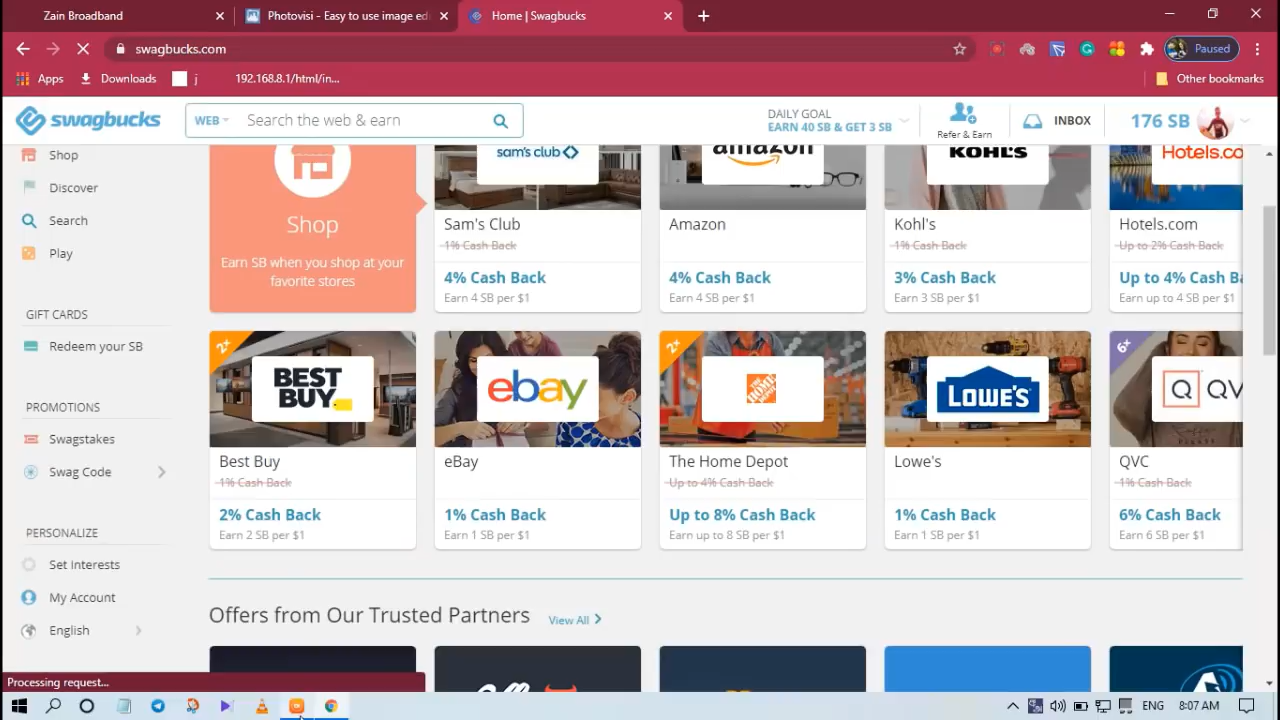 Zain Broadband
Photovisi - Easy to use image edi
Home | Swagbucks
swagbucks.com
Paused
Apps
Downloads
j
192.168.8.1/html/in...
Other bookmarks
swagbucks
WEB
Search the web & earn
DAILY GOAL
EARN 40 SB & GET 3 SB
Refer & Earn
INBOX
176 SB
Shop
Discover
Search
Play
GIFT CARDS
Redeem your SB
PROMOTIONS
Swagstakes
Swag Code
PERSONALIZE
Set Interests
My Account
English
Shop
Earn SB when you shop at your
favorite stores
sam's club
Sam's Club
1% Cash Back
4% Cash Back
Earn 4 SB per $1
amazon
Amazon
4% Cash Back
Earn 4 SB per $1
KOHL'S
Kohl's
1% Cash Back
3% Cash Back
Earn 3 SB per $1
Hotels.co
Hotels.com
Up to 2% Cash Back
Up to 4% Cash Ba
Earn up to 4 SB per $1
2+
BEST
BUY
Best Buy
1% Cash Back
2% Cash Back
Earn 2 SB per $1
ebay
eBay
1% Cash Back
Earn 1 SB per $1
2+
THE HOME DEPOT
The Home Depot
Up to 4% Cash Back
Up to 8% Cash Back
Earn up to 8 SB per $1
LOWE'S
Lowe's
1% Cash Back
Earn 1 SB per $1
6+
Q QV
QVC
1% Cash Back
6% Cash Back
Earn 6 SB per $1
Offers from Our Trusted Partners
View All
Processing request...
ENG
8:07 AM